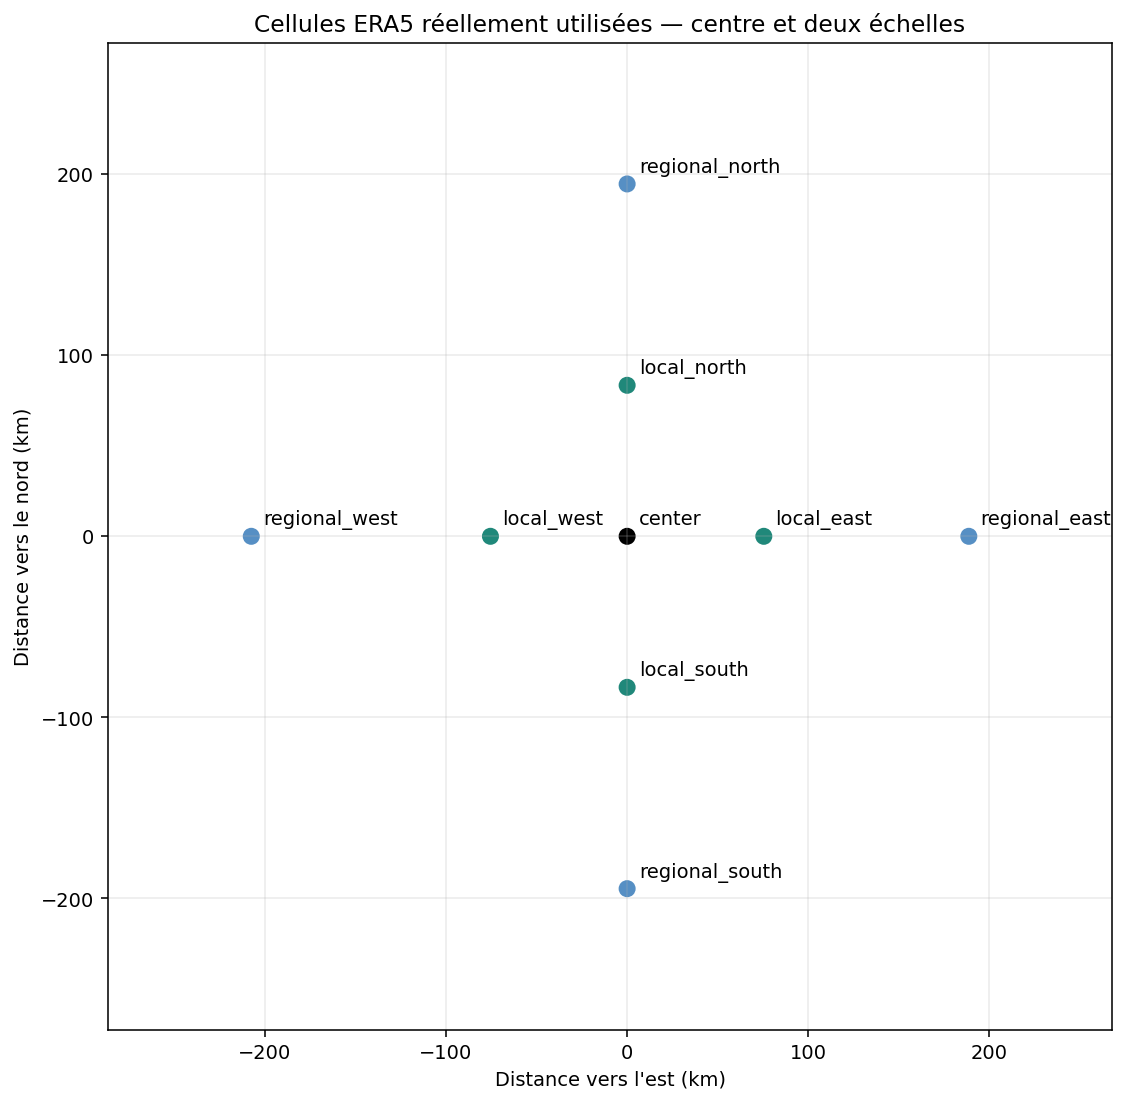 Cellules ERA5 réellement utilisées — centre et deux échelles
200
regional_north
100
local_north
Distance vers le nord (km)
0
regional_west
local_west
center
local_east
regional_east
−100
local_south
−200
regional_south
−200
−100
0
100
200
Distance vers l'est (km)